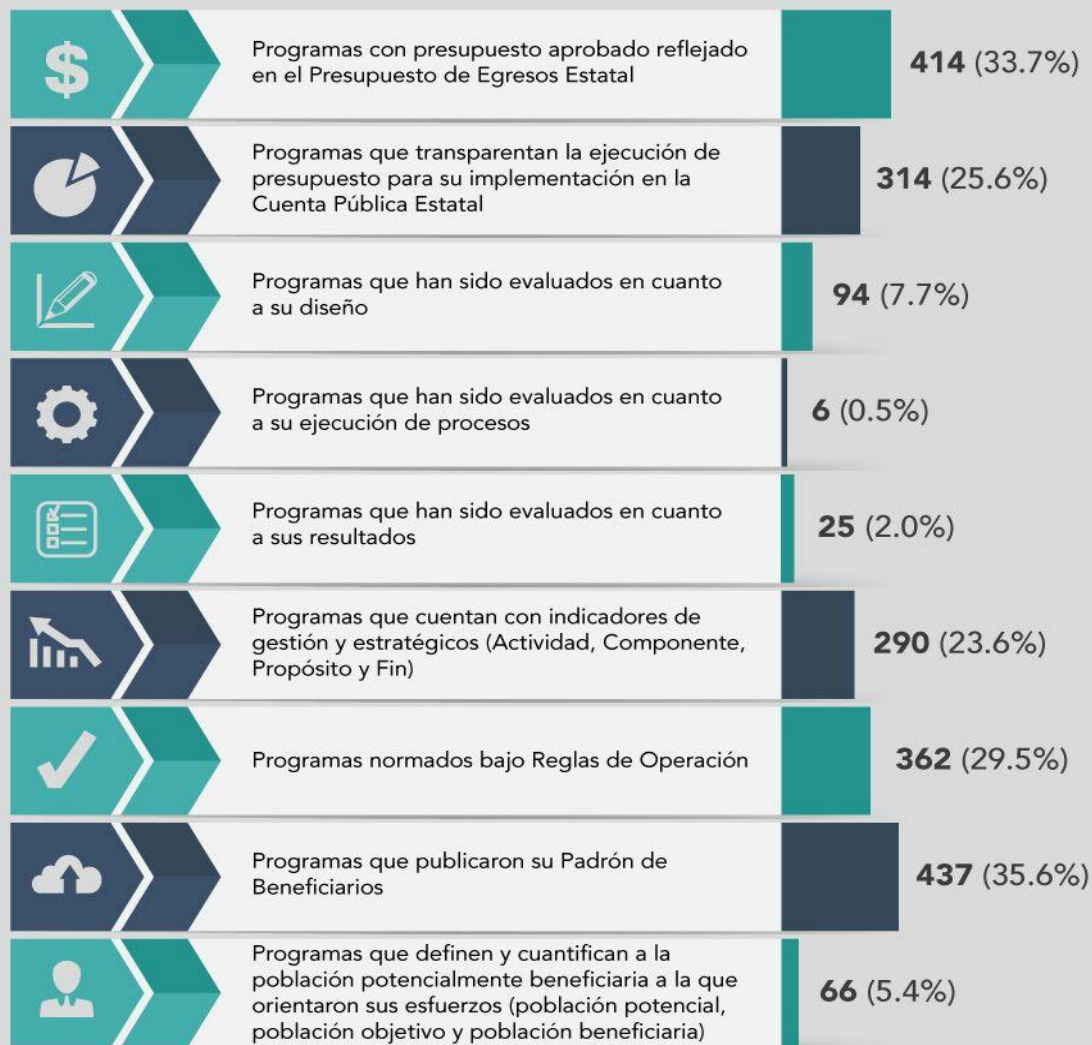 $
Programas con presupuesto aprobado reflejado
en el Presupuesto de Egresos Estatal
414 (33.7%)
Programas que transparentan la ejecución de
presupuesto para su implementación en la
Cuenta Pública Estatal
314 (25.6%)
Programas que han sido evaluados en cuanto
a su diseño
94 (7.7%)
Programas que han sido evaluados en cuanto
a su ejecución de procesos
6 (0.5%)
Programas que han sido evaluados en cuanto
a sus resultados
25 (2.0%)
Programas que cuentan con indicadores de
gestión y estratégicos (Actividad, Componente,
Propósito y Fin)
290 (23.6%)
Programas normados bajo Reglas de Operación
362 (29.5%)
Programas que publicaron su Padrón de
Beneficiarios
437 (35.6%)
Programas que definen y cuantifican a la
población potencialmente beneficiaria a la que
orientaron sus esfuerzos (población potencial,
población objetivo y población beneficiaria)
66 (5.4%)